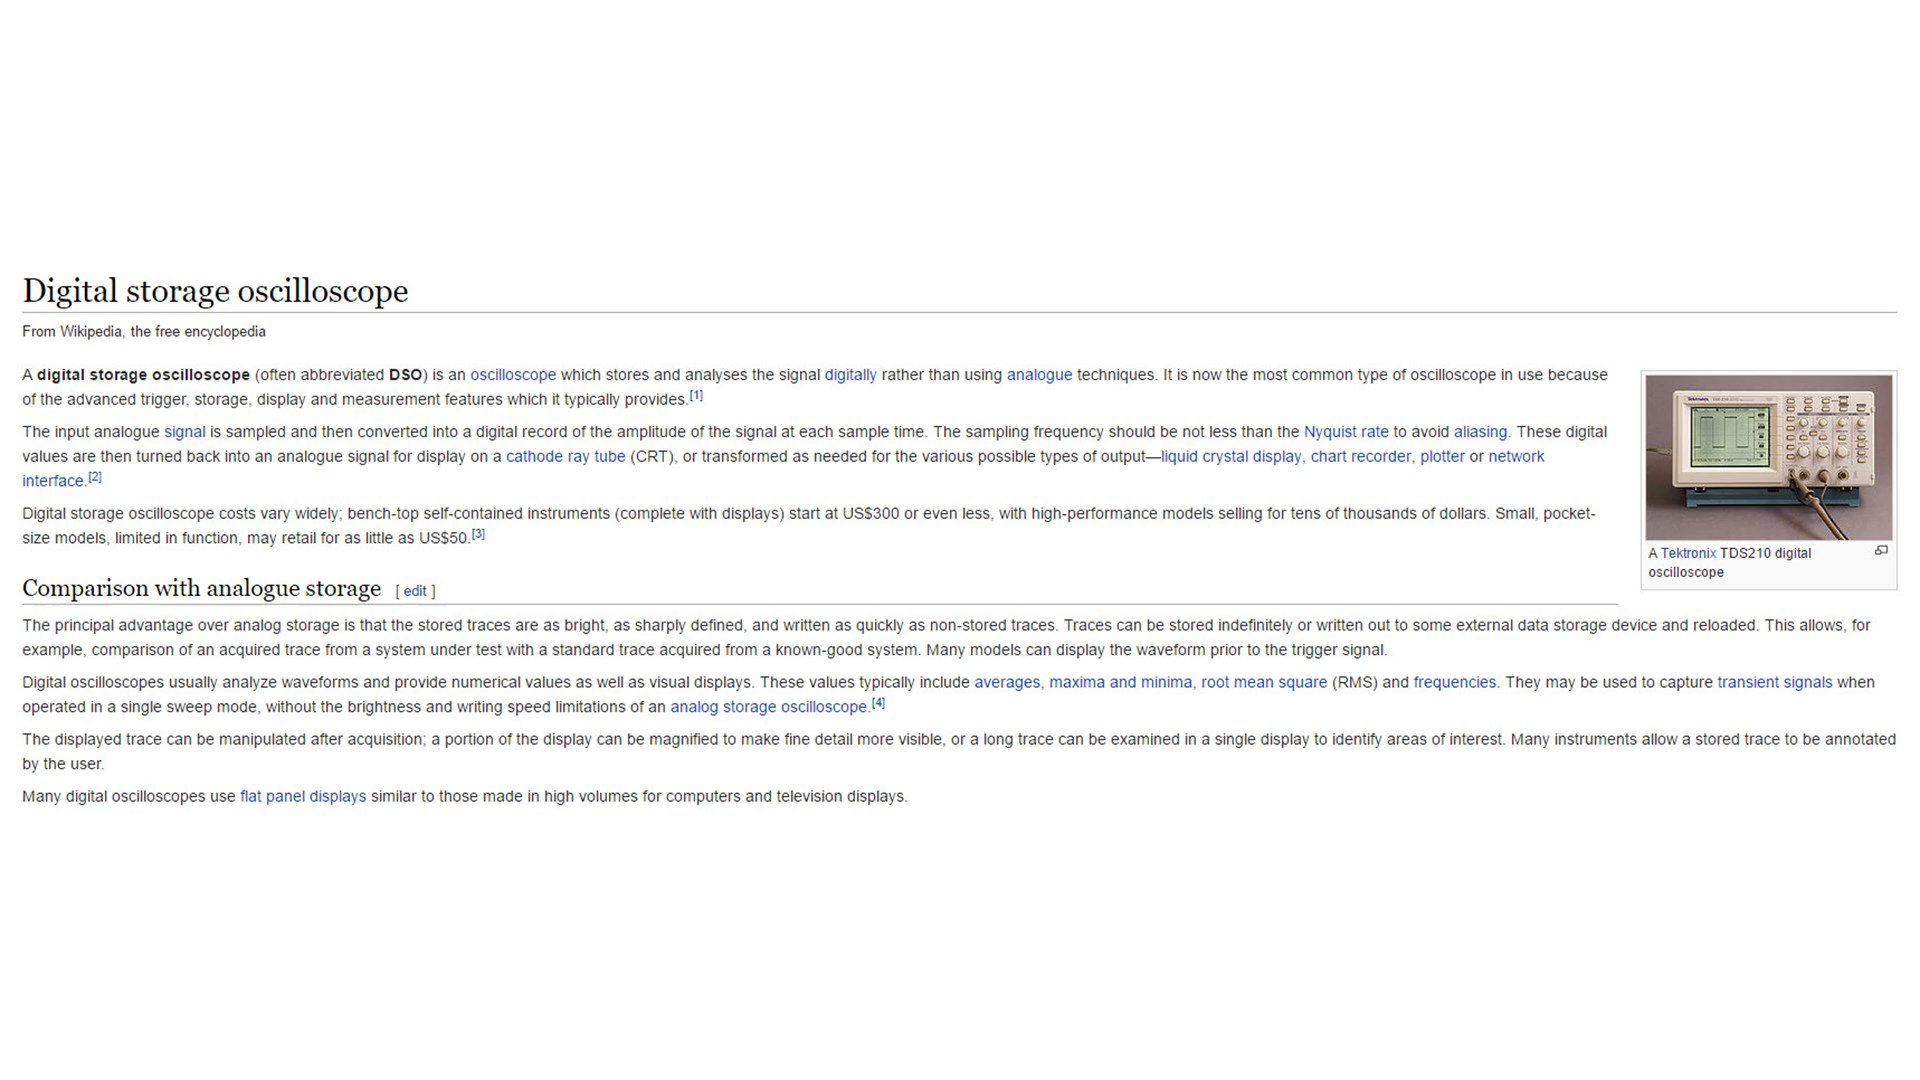 Digital storage oscilloscope
From Wikipedia, the free encyclopedia
A digital storage oscilloscope (often abbreviated DSO) is an oscilloscope which stores and analyses the signal digitally rather than using analogue techniques. It is now the most common type of oscilloscope in use because
of the advanced trigger, storage, display and measurement features which it typically provides.[1]
The input analogue signal is sampled and then converted into a digital record of the amplitude of the signal at each sample time. The sampling frequency should be not less than the Nyquist rate to avoid aliasing. These digital
values are then turned back into an analogue signal for display on a cathode ray tube (CRT), or transformed as needed for the various possible types of output—liquid crystal display, chart recorder, plotter or network
interface.[2]
Digital storage oscilloscope costs vary widely; bench-top self-contained instruments (complete with displays) start at US$300 or even less, with high-performance models selling for tens of thousands of dollars. Small, pocket-
size models, limited in function, may retail for as little as US$50.[3]
Tektronix
A Tektronix TDS210 digital
oscilloscope
Comparison with analogue storage [ edit ]
The principal advantage over analog storage is that the stored traces are as bright, as sharply defined, and written as quickly as non-stored traces. Traces can be stored indefinitely or written out to some external data storage device and reloaded. This allows, for
example, comparison of an acquired trace from a system under test with a standard trace acquired from a known-good system. Many models can display the waveform prior to the trigger signal.
Digital oscilloscopes usually analyze waveforms and provide numerical values as well as visual displays. These values typically include averages, maxima and minima, root mean square (RMS) and frequencies. They may be used to capture transient signals when
operated in a single sweep mode, without the brightness and writing speed limitations of an analog storage oscilloscope.[4]
The displayed trace can be manipulated after acquisition; a portion of the display can be magnified to make fine detail more visible, or a long trace can be examined in a single display to identify areas of interest. Many instruments allow a stored trace to be annotated
by the user.
Many digital oscilloscopes use flat panel displays similar to those made in high volumes for computers and television displays.